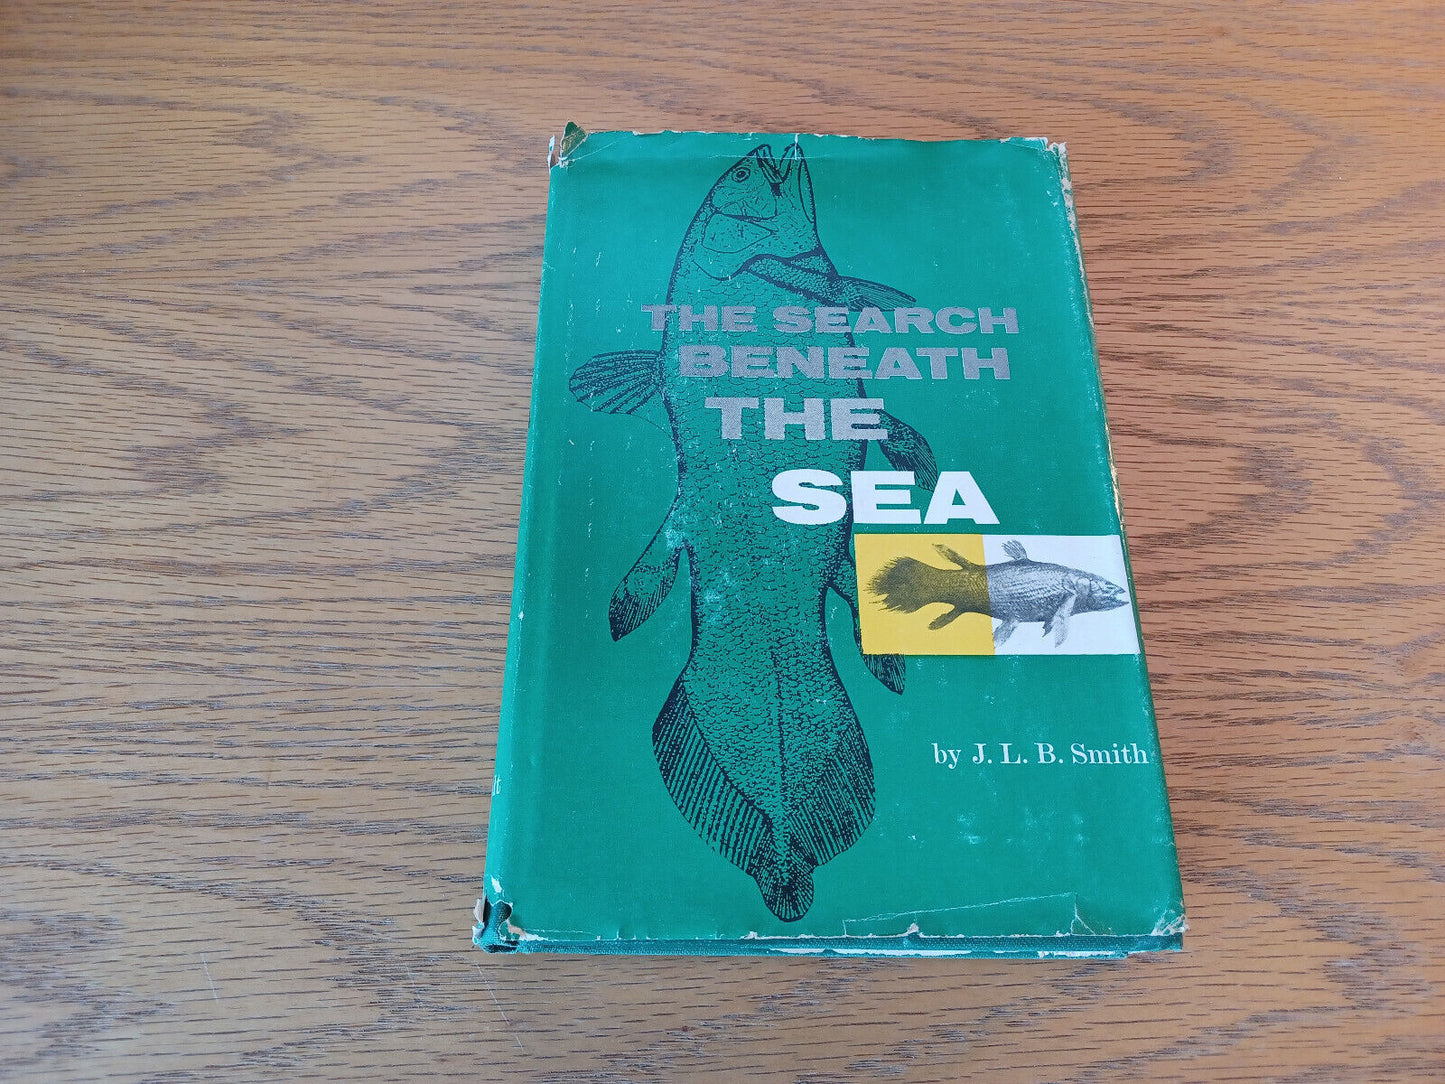 THE SEARCH
BENEATH
THE
SEA
by J. L. B. Smith